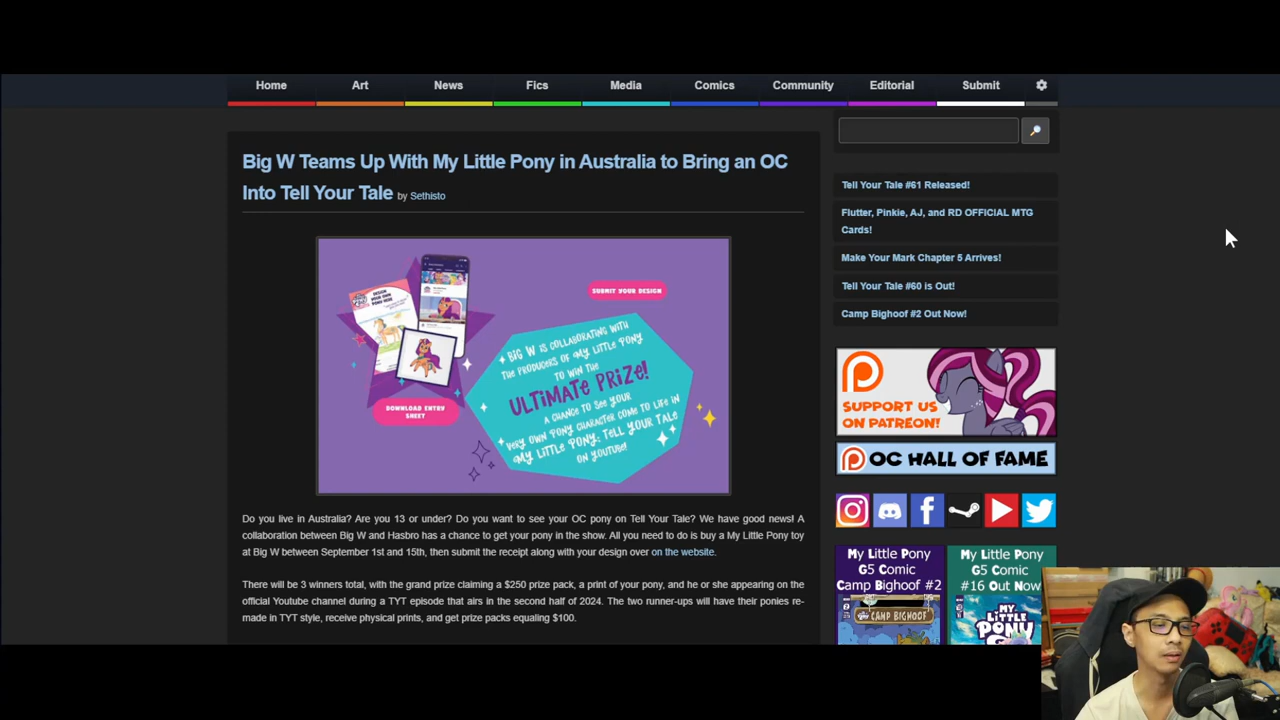 Home Art News Fics Media Comics Community Editorial Submit
Big W Teams Up With My Little Pony in Australia to Bring an OC
Into Tell Your Tale by Sethisto
DESIGN
YOUR OWN
PONY HERE
SUBMIT YOUR DESIGN
BIG W IS COLLABORATING WITH
THE PRODUCERS OF MY LITTLE PONY
TO WIN THE
ULTIMATE PRIZE!
A CHANCE TO SEE YOUR
VERY OWN PONY CHARACTER COME TO LIFE IN
MY LITTLE PONY: TELL YOUR TALE
ON YOUTUBE!
DOWNLOAD ENTRY
SHEET
Do you live in Australia? Are you 13 or under? Do you want to see your OC pony on Tell Your Tale? We have good news! A
collaboration between Big W and Hasbro has a chance to get your pony in the show. All you need to do is buy a My Little Pony toy
at Big W between September 1st and 15th, then submit the receipt along with your design over on the website.
There will be 3 winners total, with the grand prize claiming a $250 prize pack, a print of your pony, and he or she appearing on the
official Youtube channel during a TYT episode that airs in the second half of 2024. The two runner-ups will have their ponies re-
made in TYT style, receive physical prints, and get prize packs equaling $100.
Tell Your Tale #61 Released!
Flutter, Pinkie, AJ, and RD OFFICIAL MTG
Cards!
Make Your Mark Chapter 5 Arrives!
Tell Your Tale #60 is Out!
Camp Bighoof #2 Out Now!
SUPPORT US
ON PATREON!
OC HALL OF FAME
My Little Pony
G5 Comic
Camp Bighoof #2
CAMP BIGHOOF
My Little Pony
G5 Comic
#16 Out Now
MY
LITTLE
PONY